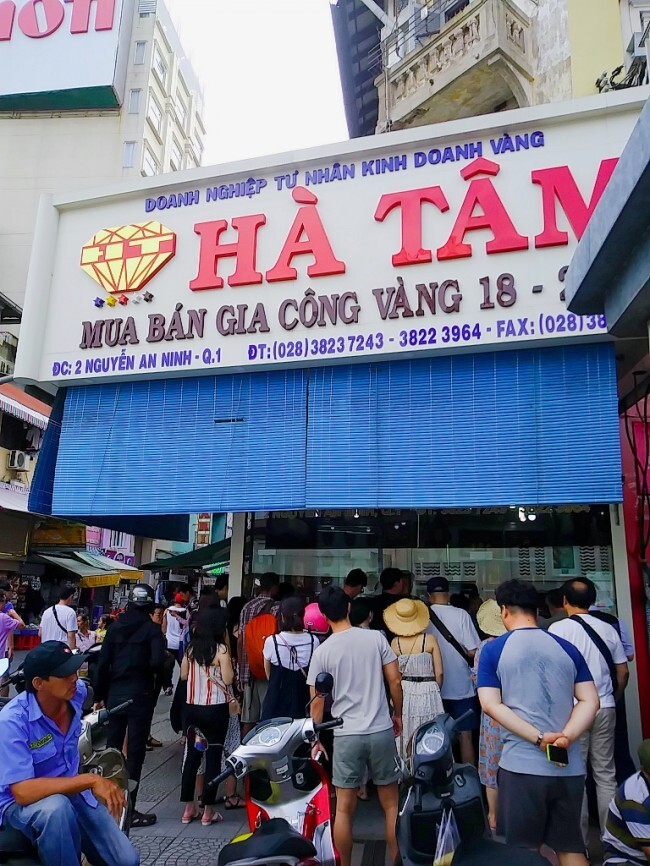 DOANH NGHIỆP TƯ NHÂN KINH DOANH VÀNG
HT
HÀ TÂM
MUA BÁN GIA CÔNG VÀNG 18 -
ĐC: 2 NGUYỄN AN NINH - Q.1 ĐT: (028) 3823 7243 - 3822 3964 - FAX: (028) 38